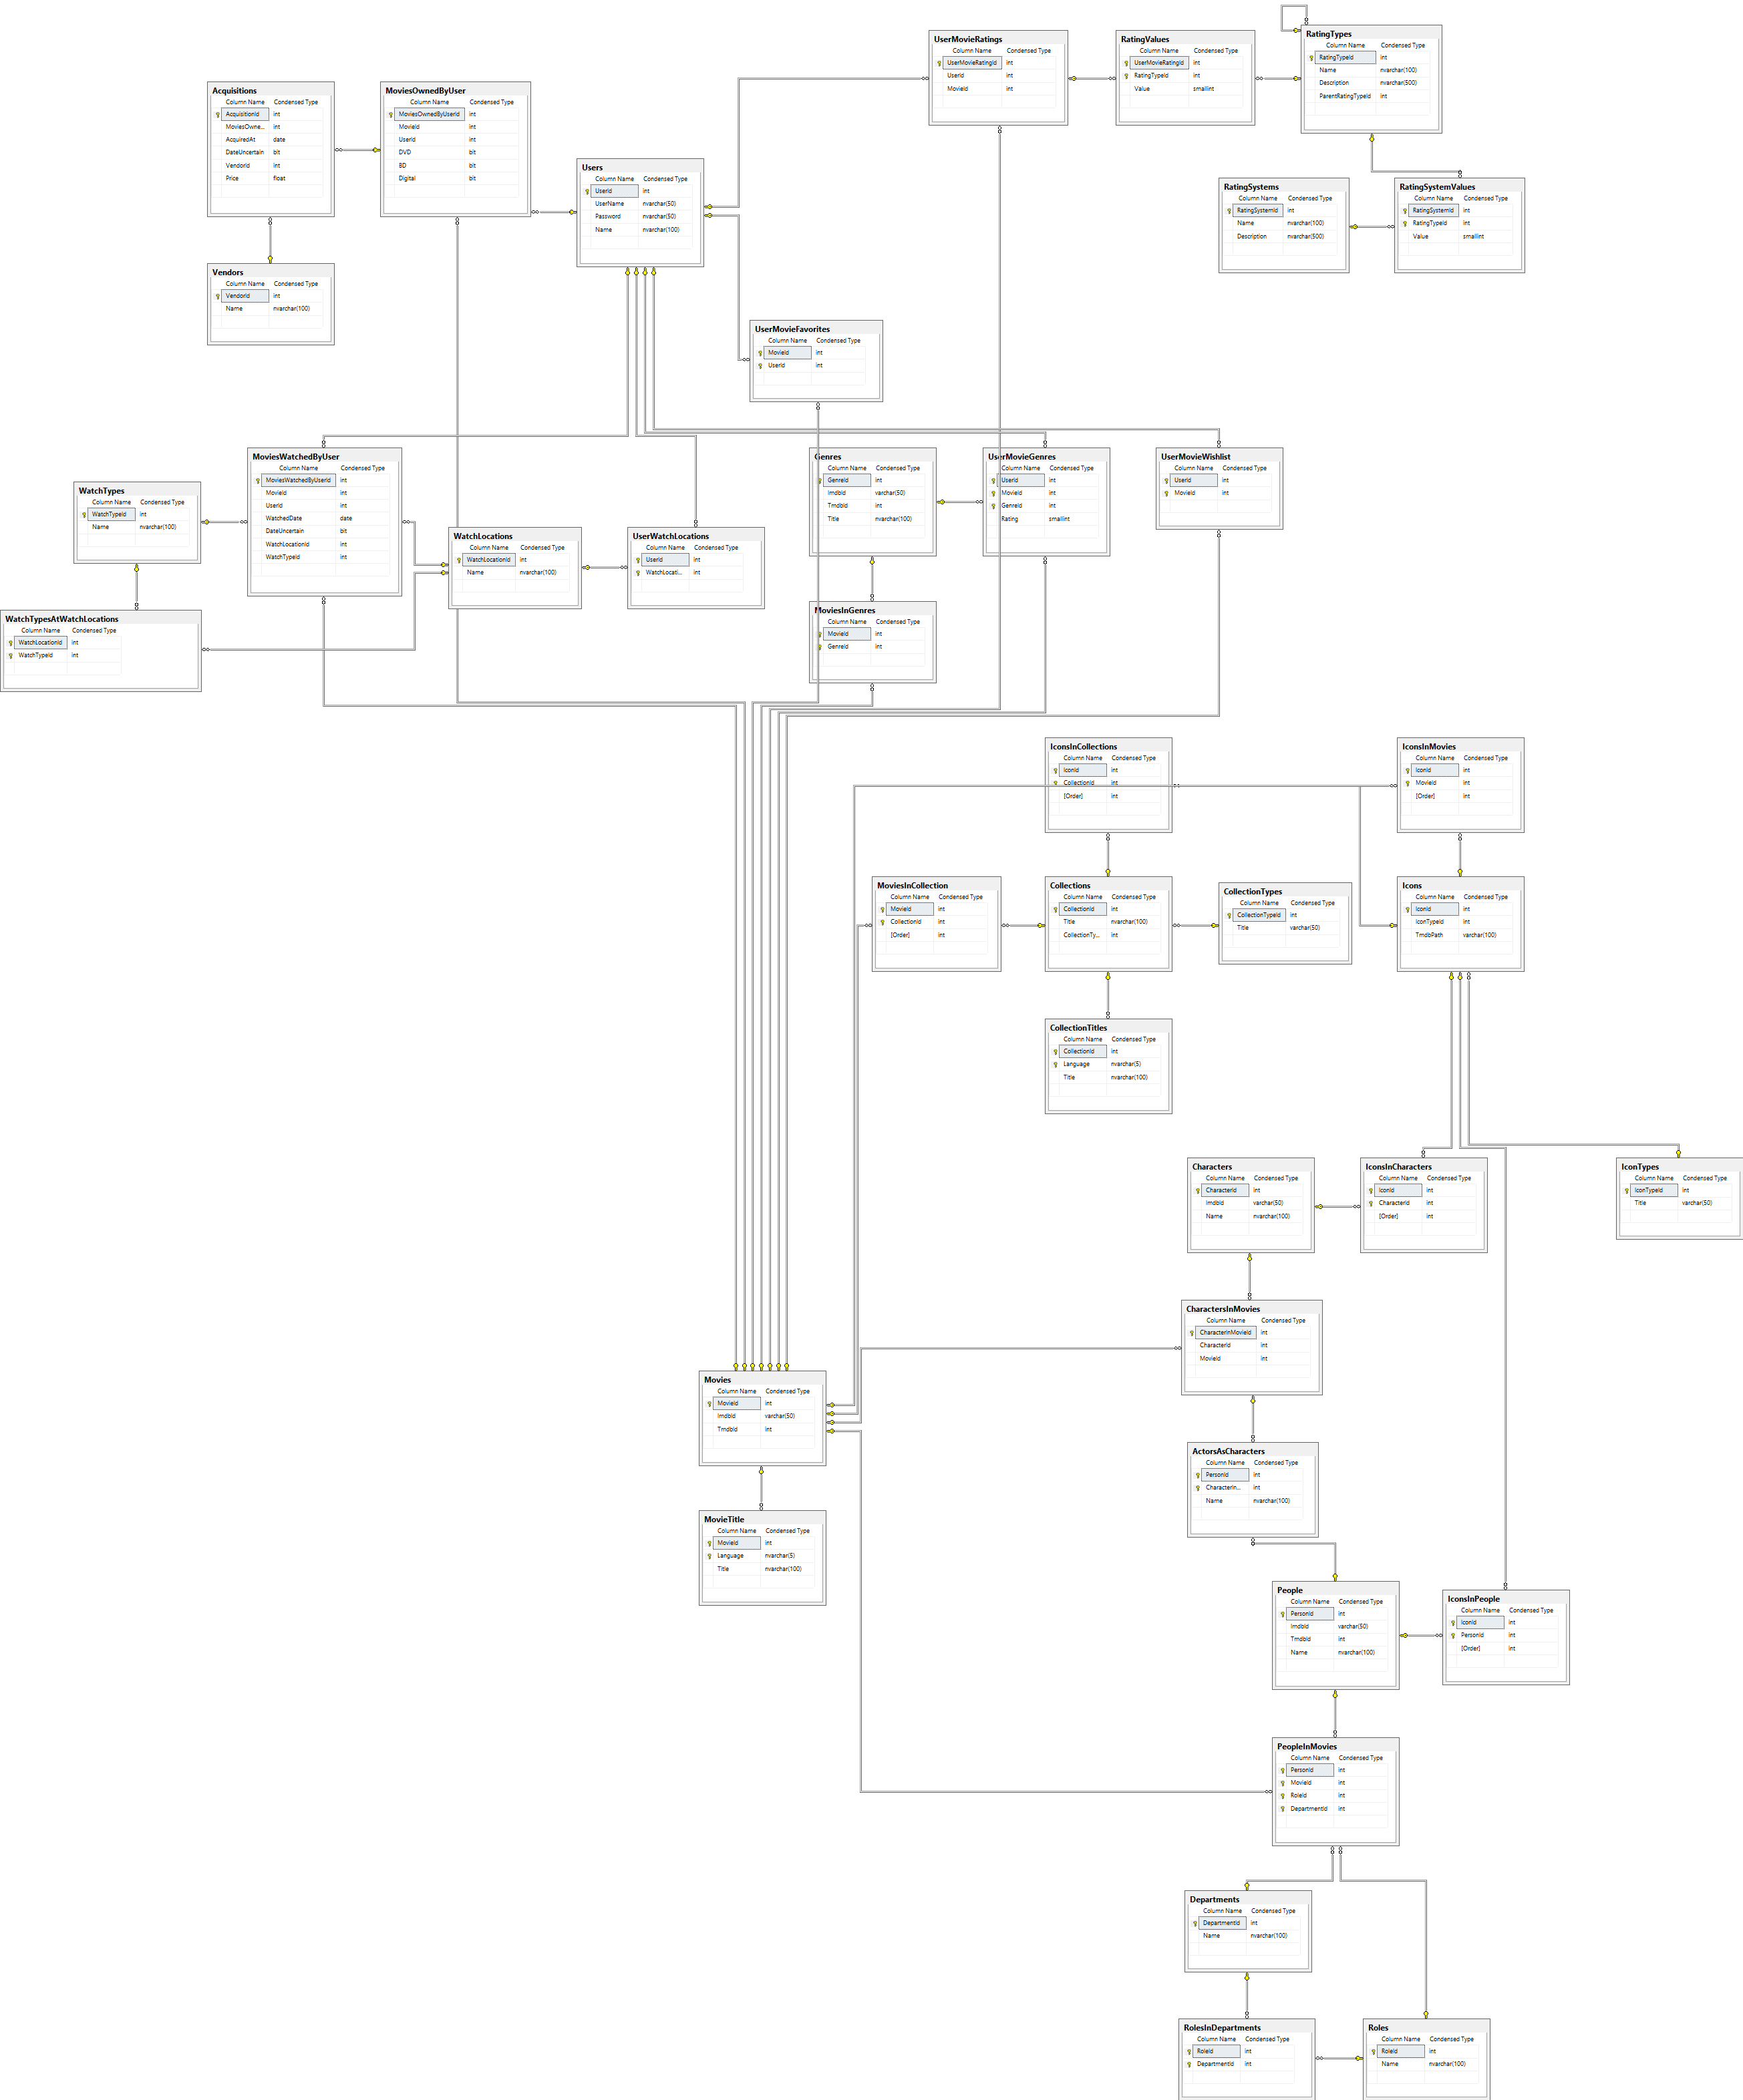 UserMovieRatings
Column Name Condensed Type
UserMovieRatingId int
UserId int
MovieId int
RatingValues
Column Name Condensed Type
UserMovieRatingId int
RatingTypeId int
Value smallint
RatingTypes
Column Name Condensed Type
RatingTypeId int
Name nvarchar(100)
Description nvarchar(500)
ParentRatingTypeId int
Acquisitions
Column Name Condensed Type
AcquisitionId int
MoviesOwne... int
AcquiredAt date
DateUncertain bit
VendorId int
Price float
MoviesOwnedByUser
Column Name Condensed Type
MoviesOwnedByUserId int
MovieId int
UserId int
DVD bit
BD bit
Digital bit
Users
Column Name Condensed Type
UserId int
UserName nvarchar(50)
Password nvarchar(50)
Name nvarchar(100)
RatingSystems
Column Name Condensed Type
RatingSystemId int
Name nvarchar(100)
Description nvarchar(500)
RatingSystemValues
Column Name Condensed Type
RatingSystemId int
RatingTypeId int
Value smallint
Vendors
Column Name Condensed Type
VendorId int
Name nvarchar(100)
UserMovieFavorites
Column Name Condensed Type
MovieId int
UserId int
MoviesWatchedByUser
Column Name Condensed Type
MoviesWatchedByUserId int
MovieId int
UserId int
WatchedDate date
DateUncertain bit
WatchLocationId int
WatchTypeId int
Genres
Column Name Condensed Type
GenreId int
ImdbId varchar(50)
TmdbId int
Title nvarchar(100)
UserMovieGenres
Column Name Condensed Type
UserId int
MovieId int
GenreId int
Rating smallint
UserMovieWishlist
Column Name Condensed Type
UserId int
MovieId int
WatchTypes
Column Name Condensed Type
WatchTypeId int
Name nvarchar(100)
WatchLocations
Column Name Condensed Type
WatchLocationId int
Name nvarchar(100)
UserWatchLocations
Column Name Condensed Type
UserId int
WatchLocati... int
WatchTypesAtWatchLocations
Column Name Condensed Type
WatchLocationId int
WatchTypeId int
MoviesInGenres
Column Name Condensed Type
MovieId int
GenreId int
IconsInCollections
Column Name Condensed Type
IconId int
CollectionId int
[Order] int
IconsInMovies
Column Name Condensed Type
IconId int
MovieId int
[Order] int
MoviesInCollection
Column Name Condensed Type
MovieId int
CollectionId int
[Order] int
Collections
Column Name Condensed Type
CollectionId int
Title nvarchar(100)
CollectionTy... int
CollectionTypes
Column Name Condensed Type
CollectionTypeId int
Title varchar(50)
Icons
Column Name Condensed Type
IconId int
IconTypeId int
TmdbPath varchar(100)
CollectionTitles
Column Name Condensed Type
CollectionId int
Language nvarchar(5)
Title nvarchar(100)
Characters
Column Name Condensed Type
CharacterId int
ImdbId varchar(50)
Name nvarchar(100)
IconsInCharacters
Column Name Condensed Type
IconId int
CharacterId int
[Order] int
IconTypes
Column Name Condensed Type
IconTypeId int
Title varchar(50)
CharactersInMovies
Column Name Condensed Type
CharacterInMovieId int
CharacterId int
MovieId int
Movies
Column Name Condensed Type
MovieId int
ImdbId varchar(50)
TmdbId int
ActorsAsCharacters
Column Name Condensed Type
PersonId int
CharacterIn... int
Name nvarchar(100)
MovieTitle
Column Name Condensed Type
MovieId int
Language nvarchar(5)
Title nvarchar(100)
People
Column Name Condensed Type
PersonId int
ImdbId varchar(50)
TmdbId int
Name nvarchar(100)
IconsInPeople
Column Name Condensed Type
IconId int
PersonId int
[Order] int
PeopleInMovies
Column Name Condensed Type
PersonId int
MovieId int
RoleId int
DepartmentId int
Departments
Column Name Condensed Type
DepartmentId int
Name nvarchar(100)
RolesInDepartments
Column Name Condensed Type
RoleId int
DepartmentId int
Roles
Column Name Condensed Type
RoleId int
Name nvarchar(100)